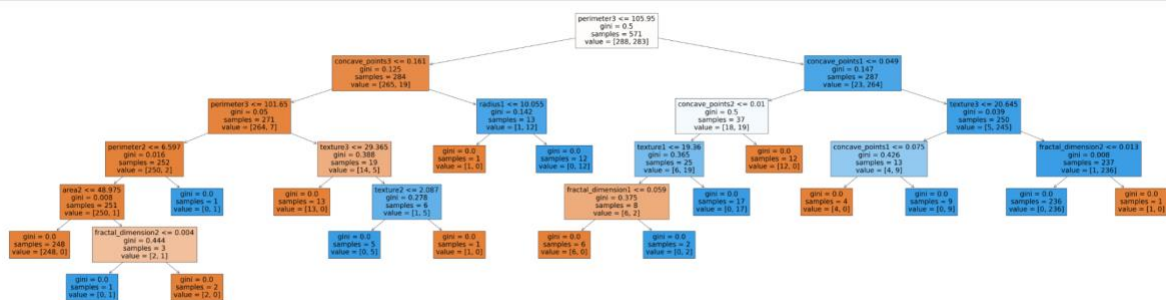 perimeter3 <= 105.95
gini = 0.5
samples = 571
value = [288, 283]
concave_points3 <= 0.161
gini = 0.125
samples = 284
value = [265, 19]
concave_points1 <= 0.049
gini = 0.147
samples = 287
value = [23, 264]
perimeter3 <= 101.65
gini = 0.05
samples = 271
value = [264, 7]
radius1 <= 10.055
gini = 0.142
samples = 13
value = [1, 12]
concave_points2 <= 0.01
gini = 0.5
samples = 37
value = [18, 19]
texture3 <= 20.645
gini = 0.039
samples = 250
value = [5, 245]
perimeter2 <= 6.597
gini = 0.016
samples = 252
value = [250, 2]
texture3 <= 29.365
gini = 0.388
samples = 19
value = [14, 5]
gini = 0.0
samples = 1
value = [1, 0]
gini = 0.0
samples = 12
value = [0, 12]
texture1 <= 19.36
gini = 0.365
samples = 25
value = [6, 19]
gini = 0.0
samples = 12
value = [12, 0]
concave_points1 <= 0.075
gini = 0.426
samples = 13
value = [4, 9]
fractal_dimension2 <= 0.013
gini = 0.008
samples = 237
value = [1, 236]
area2 <= 48.975
gini = 0.008
samples = 251
value = [250, 1]
gini = 0.0
samples = 1
value = [0, 1]
gini = 0.0
samples = 13
value = [13, 0]
texture2 <= 2.087
gini = 0.278
samples = 6
value = [1, 5]
fractal_dimension1 <= 0.059
gini = 0.375
samples = 8
value = [6, 2]
gini = 0.0
samples = 17
value = [0, 17]
gini = 0.0
samples = 4
value = [4, 0]
gini = 0.0
samples = 9
value = [0, 9]
gini = 0.0
samples = 236
value = [0, 236]
gini = 0.0
samples = 1
value = [1, 0]
gini = 0.0
samples = 248
value = [248, 0]
fractal_dimension2 <= 0.004
gini = 0.444
samples = 3
value = [2, 1]
gini = 0.0
samples = 5
value = [0, 5]
gini = 0.0
samples = 1
value = [1, 0]
gini = 0.0
samples = 6
value = [6, 0]
gini = 0.0
samples = 2
value = [0, 2]
gini = 0.0
samples = 1
value = [0, 1]
gini = 0.0
samples = 2
value = [2, 0]